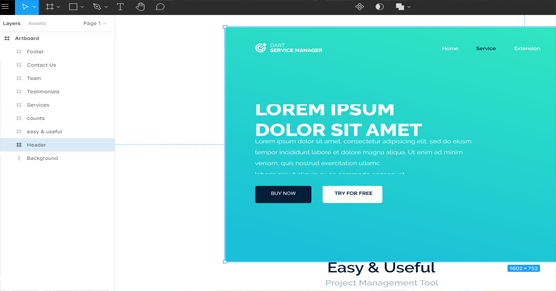 Layers Assets Page 1
Artboard
Footer
Contact Us
Team
Testimonials
Services
counts
easy & useful
Header
Background
DART
SERVICE MANAGER
Home Service Extension
LOREM IPSUM
DOLOR SIT AMET
Lorem ipsum dolor sit amet, consectetur adipisicing elit, sed do eiusm
tempor incididunt labore et dolore magna aliqua. Ut enim ad minim
veniam, quis nostrud exercitation ullamc
BUY NOW TRY FOR FREE
Easy & Useful
Project Management Tool
1602 × 752